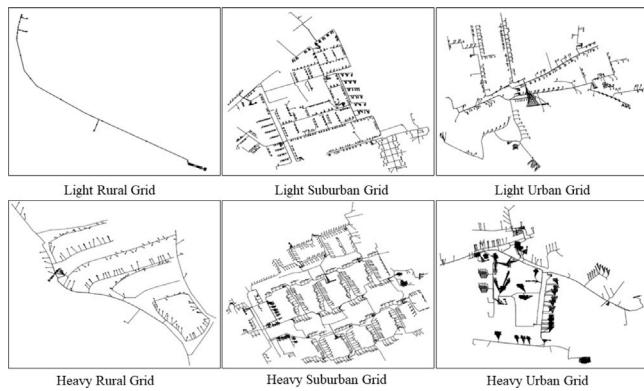 Light Rural Grid
Light Suburban Grid
Light Urban Grid
Heavy Rural Grid
Heavy Suburban Grid
Heavy Urban Grid